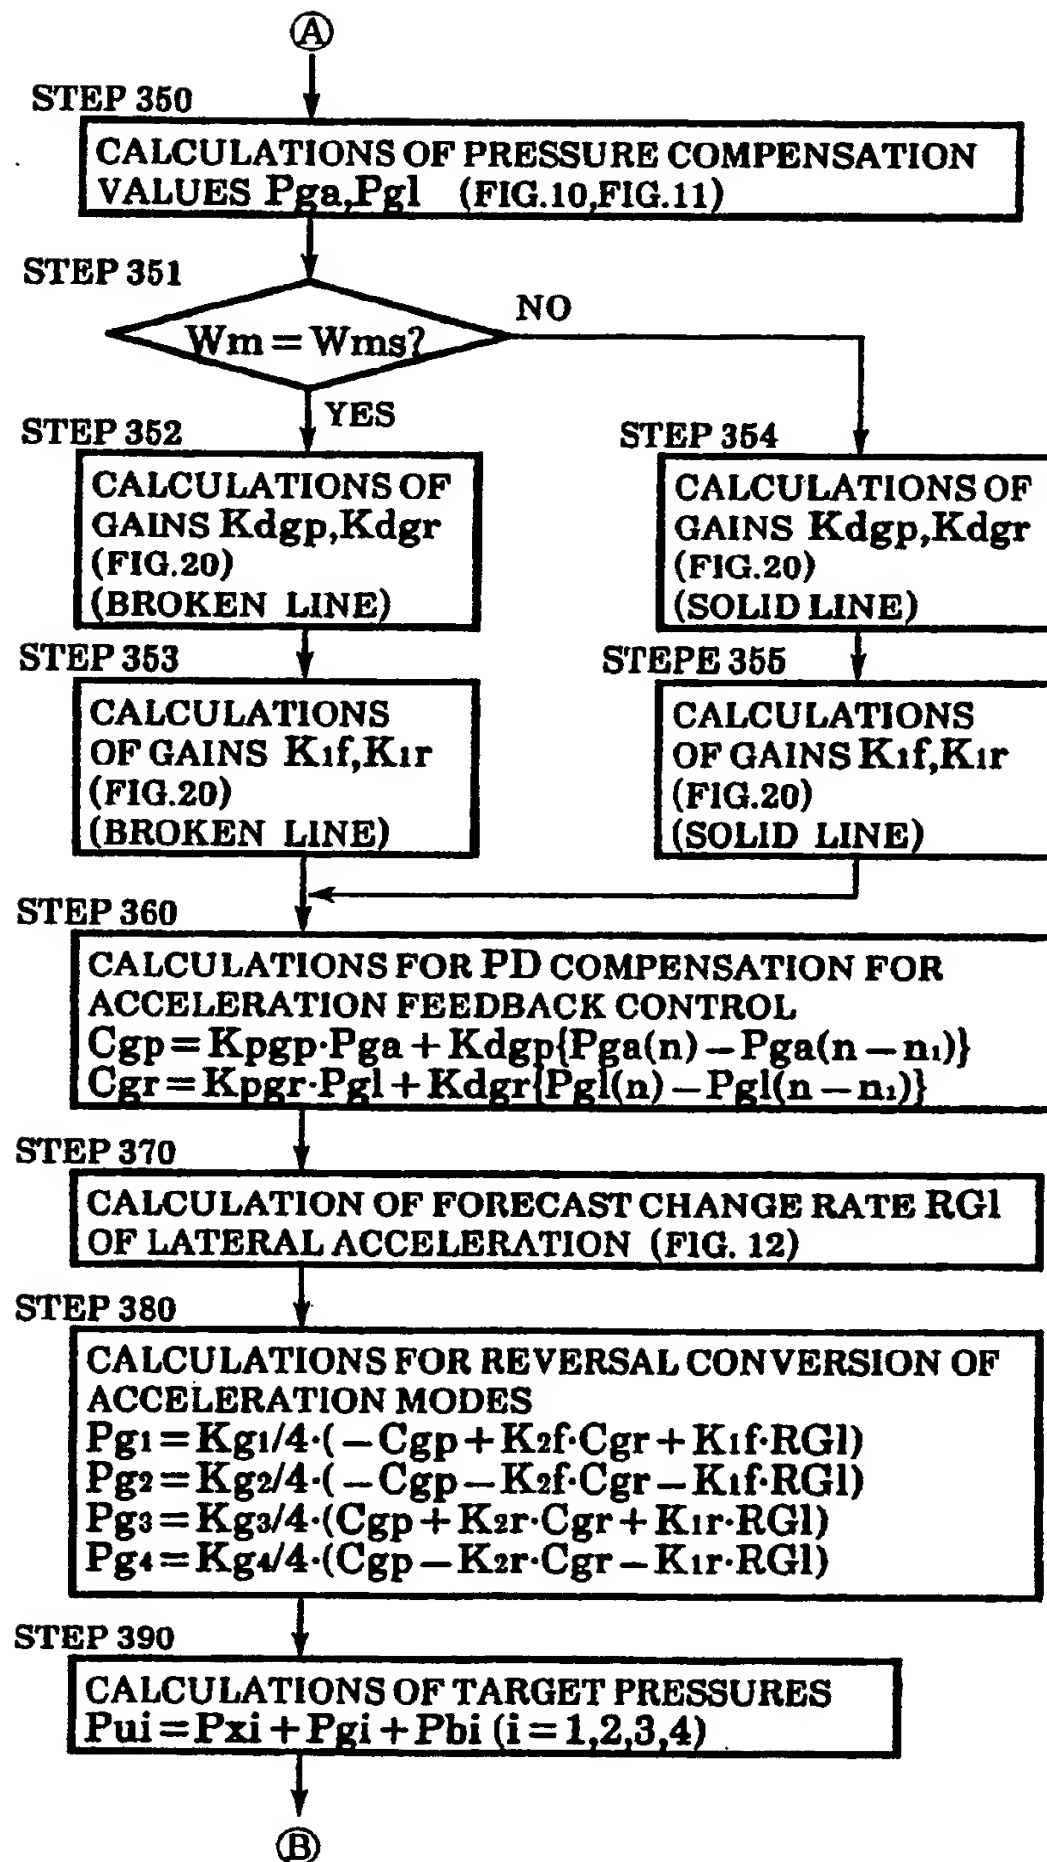 A
STEP 350
CALCULATIONS OF PRESSURE COMPENSATION
VALUES Pga,Pgl (FIG.10,FIG.11)
STEP 351
Wm = Wms?
NO
YES
STEP 352
CALCULATIONS OF
GAINS Kdgp,Kdgr
(FIG.20)
(BROKEN LINE)
STEP 354
CALCULATIONS OF
GAINS Kdgp,Kdgr
(FIG.20)
(SOLID LINE)
STEP 353
CALCULATIONS
OF GAINS K1f,K1r
(FIG.20)
(BROKEN LINE)
STEPE 355
CALCULATIONS
OF GAINS K1f,K1r
(FIG.20)
(SOLID LINE)
STEP 360
CALCULATIONS FOR PD COMPENSATION FOR
ACCELERATION FEEDBACK CONTROL
Cgp = Kpgp·Pga + Kdgp{Pga(n) − Pga(n − n1)}
Cgr = Kpgr·Pgl + Kdgr{Pgl(n) − Pgl(n − n1)}
STEP 370
CALCULATION OF FORECAST CHANGE RATE RGl
OF LATERAL ACCELERATION (FIG. 12)
STEP 380
CALCULATIONS FOR REVERSAL CONVERSION OF
ACCELERATION MODES
Pg1 = Kg1/4·(−Cgp + K2f·Cgr + K1f·RGl)
Pg2 = Kg2/4·(−Cgp − K2f·Cgr − K1f·RGl)
Pg3 = Kg3/4·(Cgp + K2r·Cgr + K1r·RGl)
Pg4 = Kg4/4·(Cgp − K2r·Cgr − K1r·RGl)
STEP 390
CALCULATIONS OF TARGET PRESSURES
Pui = Pxi + Pgi + Pbi (i = 1,2,3,4)
B